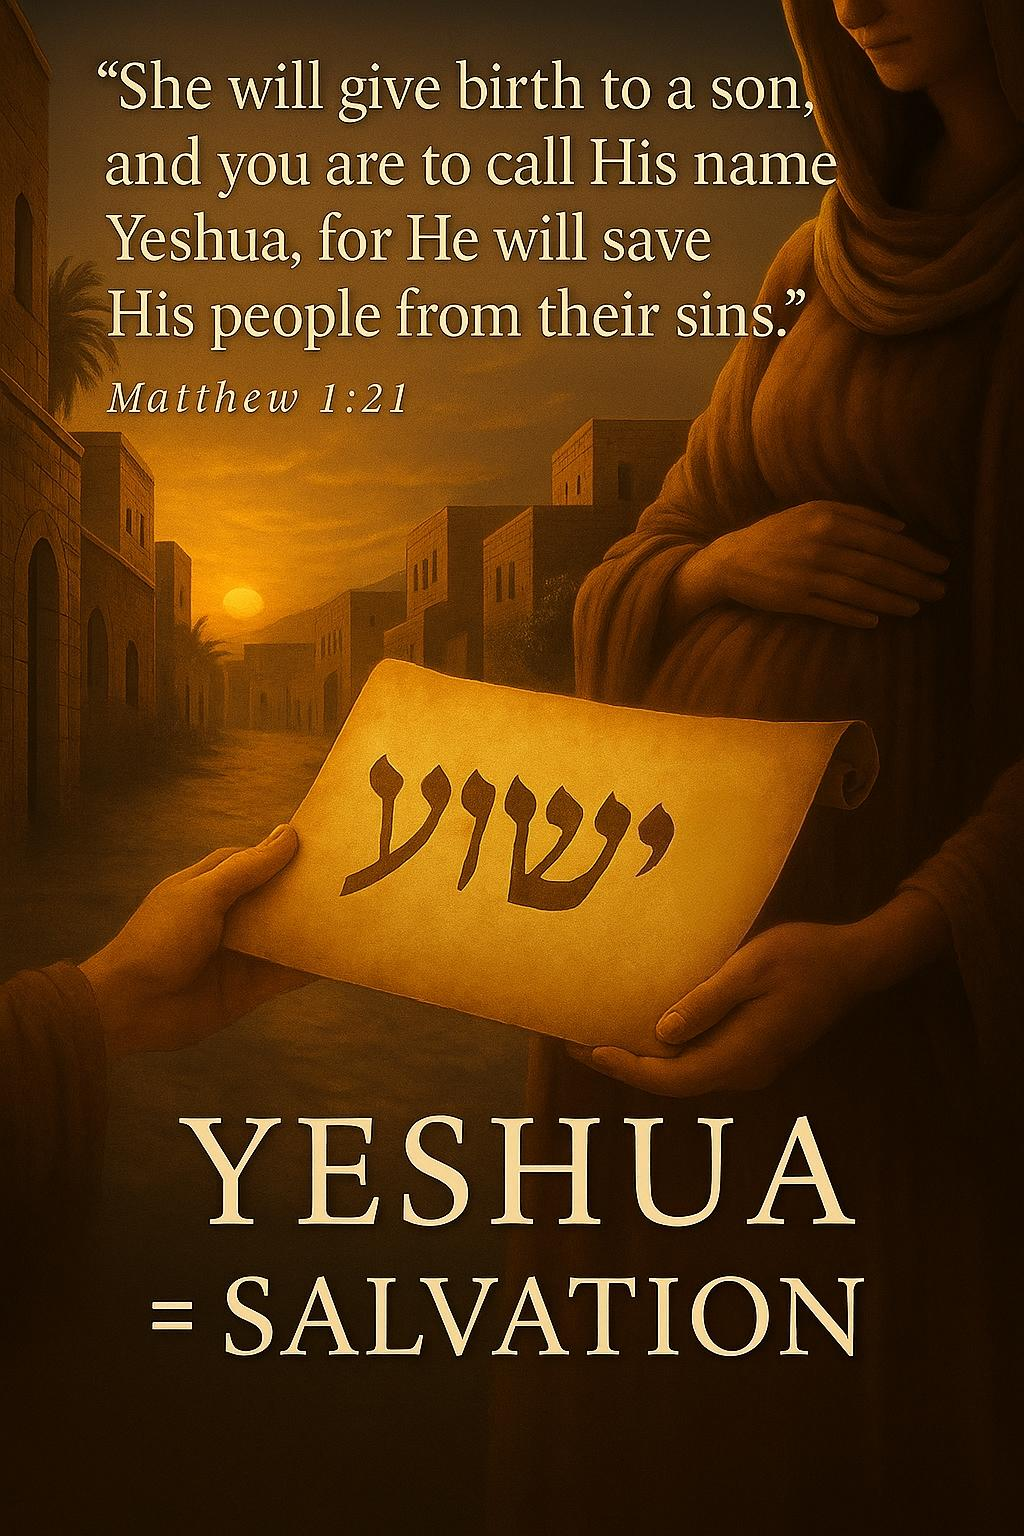 “She will give birth to a son,
and you are to call His name
Yeshua, for He will save
His people from their sins.”
Matthew 1:21
ישוע
YESHUA
= SALVATION